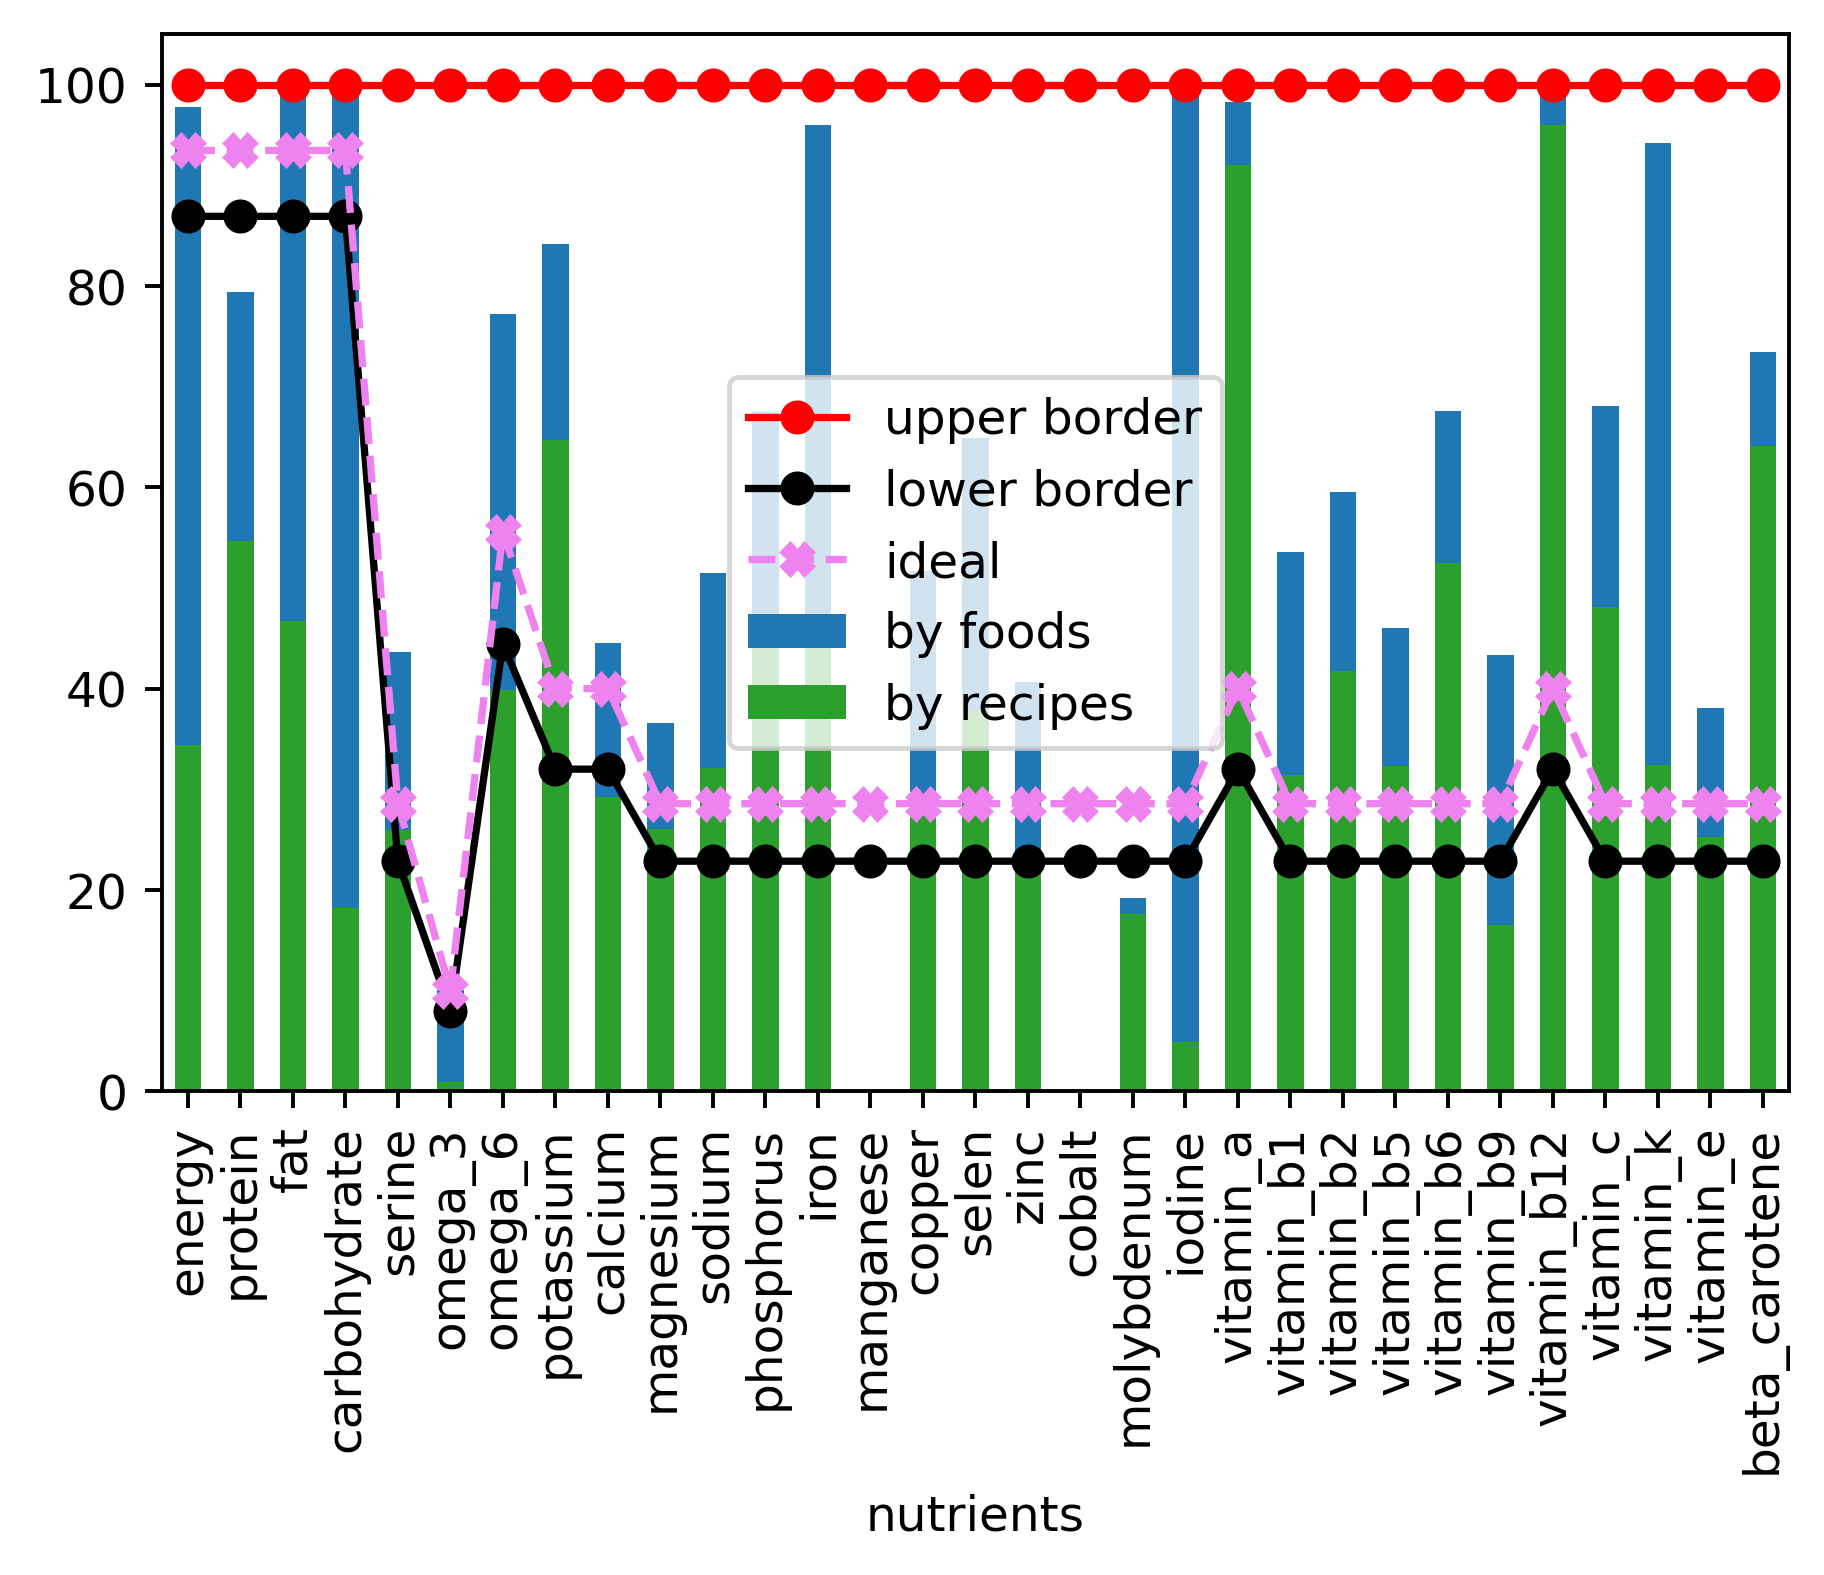 100
80
60
40
20
0
upper border
lower border
ideal
by foods
by recipes
energy
protein
fat
carbohydrate
serine
omega_3
omega_6
potassium
calcium
magnesium
sodium
phosphorus
iron
manganese
copper
selen
zinc
cobalt
molybdenum
iodine
vitamin_a
vitamin_b1
vitamin_b2
vitamin_b5
vitamin_b6
vitamin_b9
vitamin_b12
vitamin_c
vitamin_k
vitamin_e
beta_carotene
nutrients